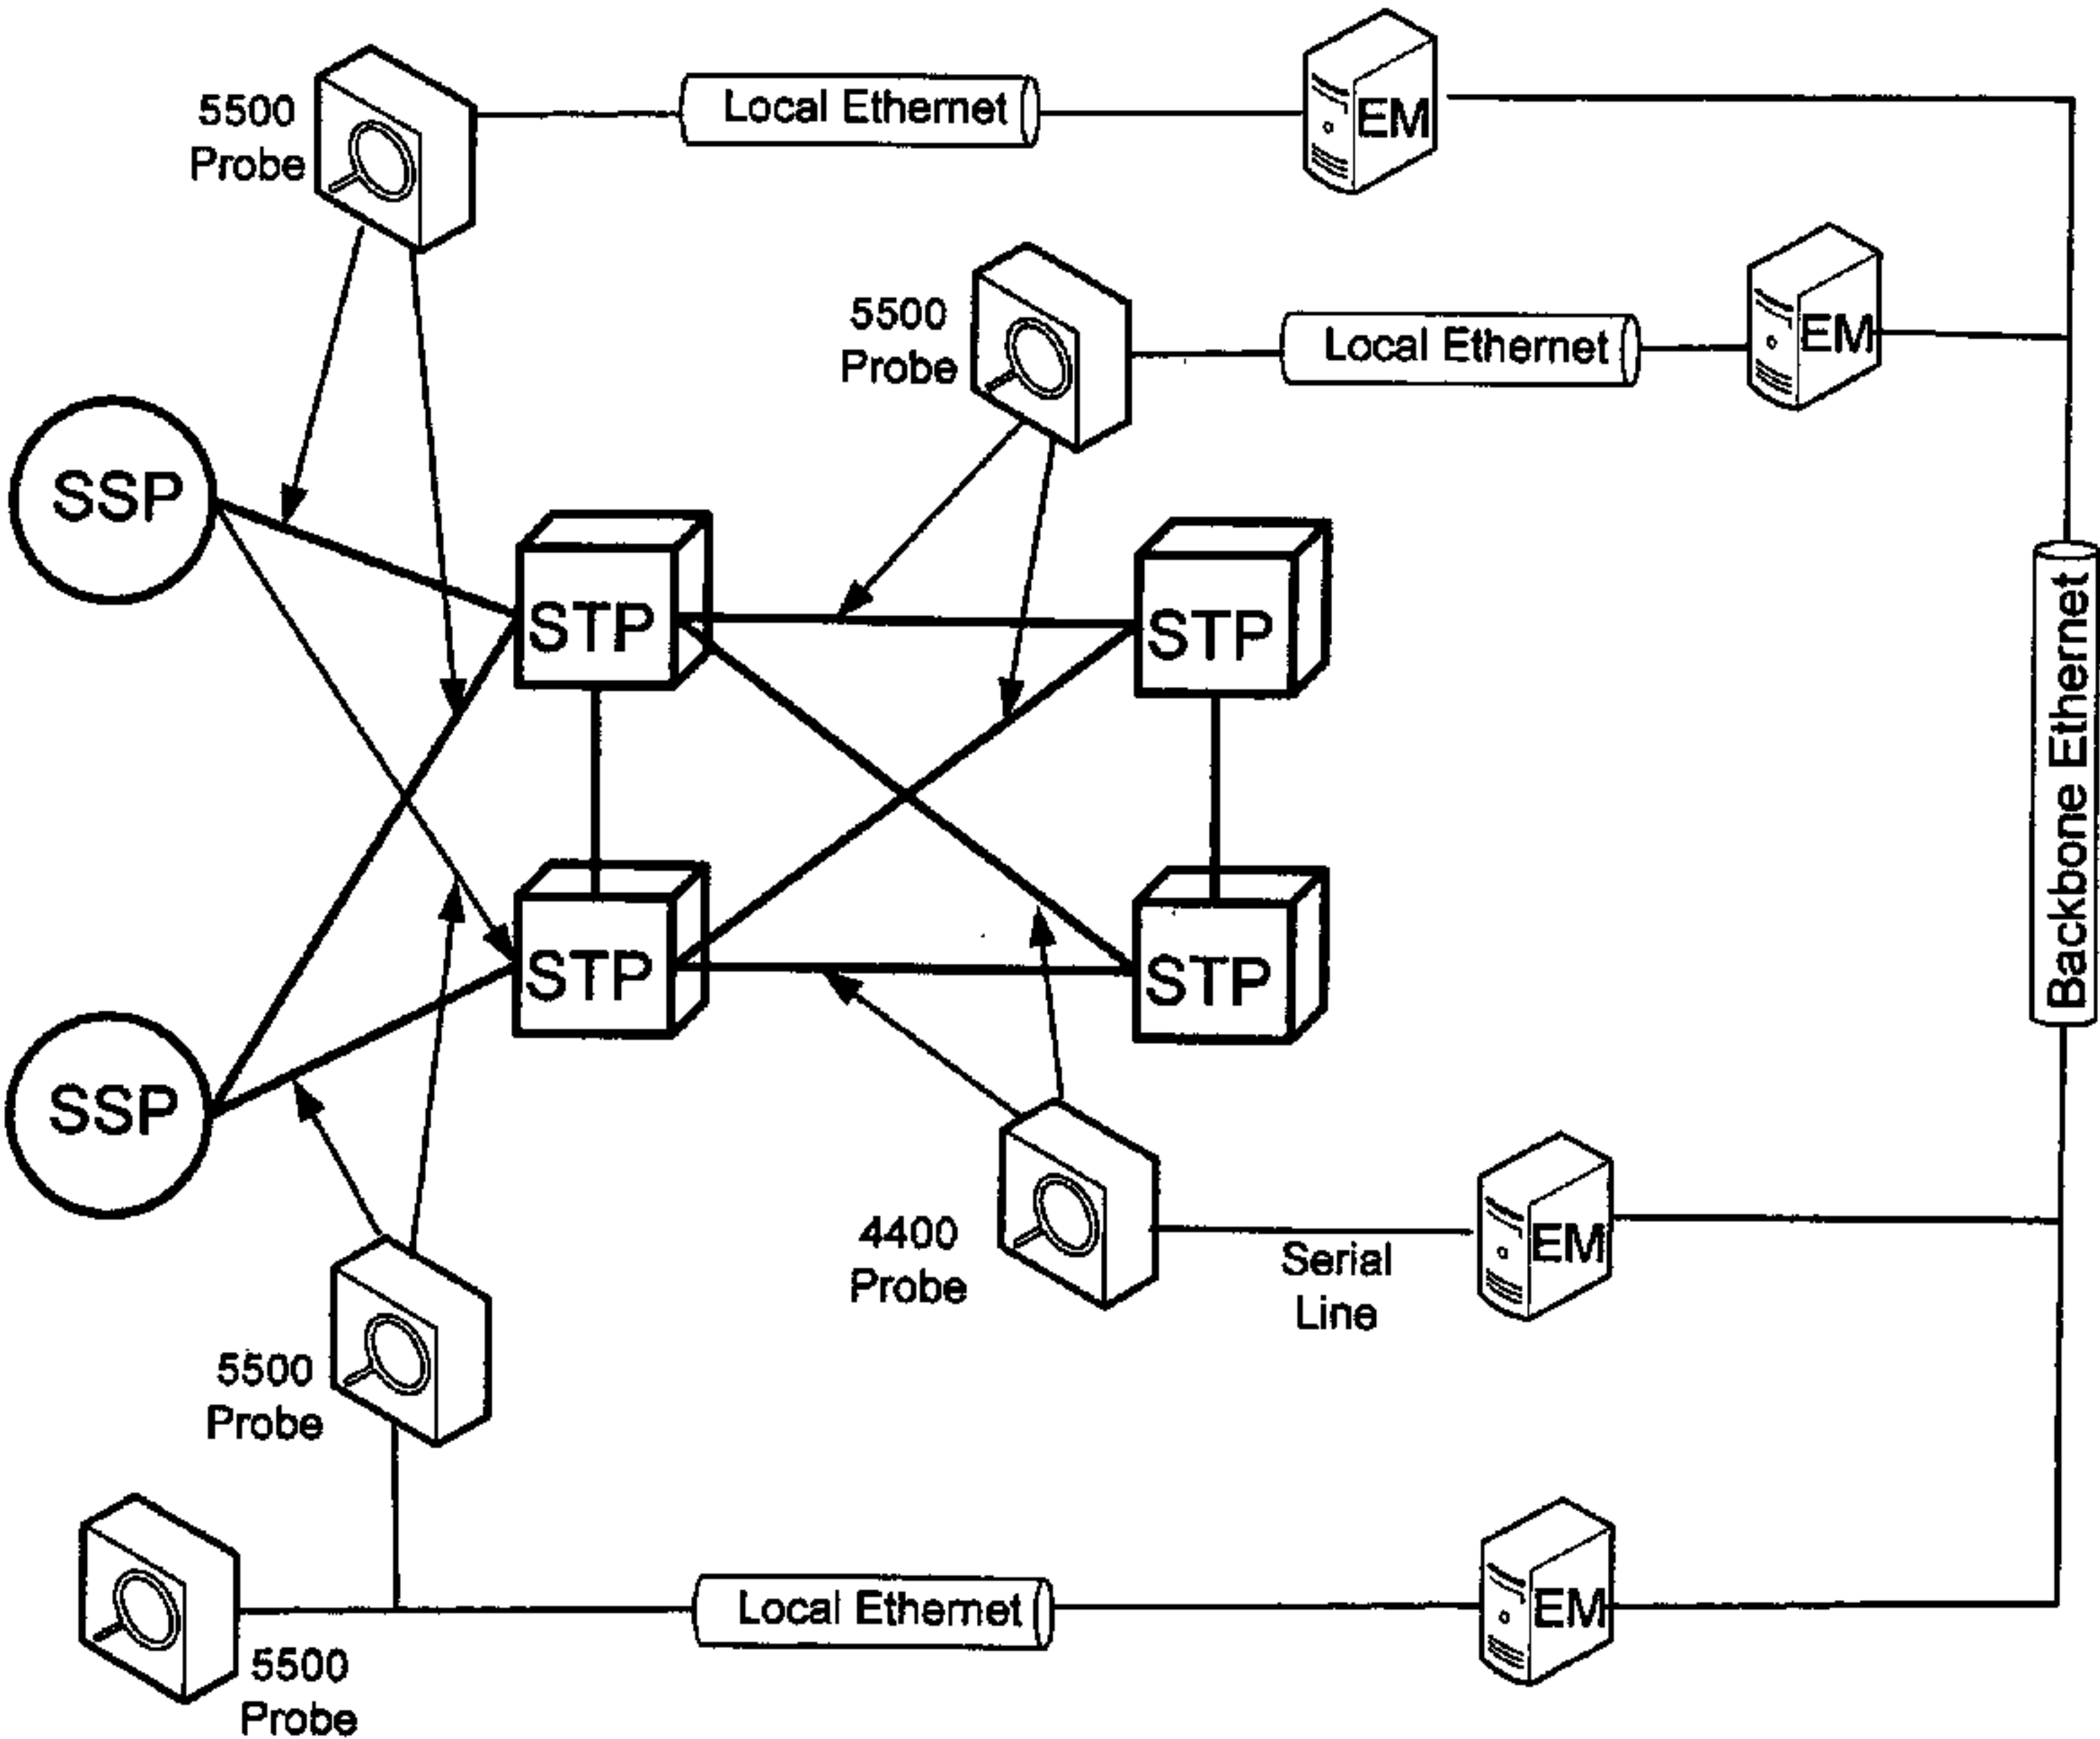 5500
Probe
Local Ethernet
EM
5500
Probe
Local Ethernet
EM
SSP
STP
STP
Backbone Ethernet
STP
STP
SSP
4400
Probe
Serial
Line
EM
5500
Probe
5500
Probe
Local Ethernet
EM